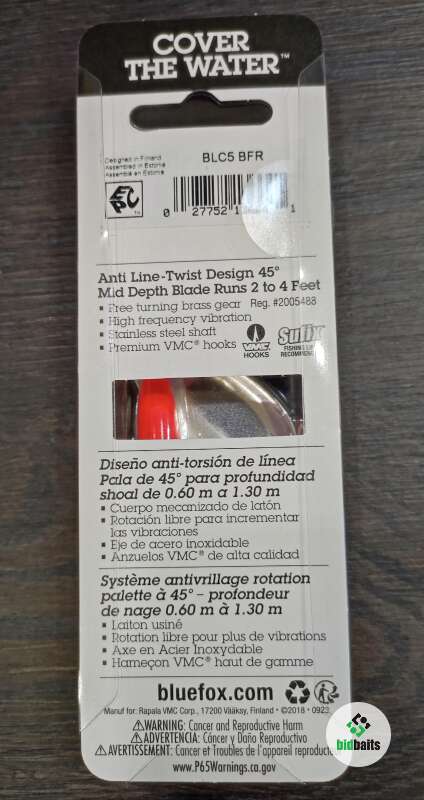 COVER
THE WATER™
Designed in Finland
Assembled in Estonia
Assemblé en Estonie
BLC5 BFR
EPC
0 27752 1
Anti Line-Twist Design 45°
Mid Depth Blade Runs 2 to 4 Feet
▪ Free turning brass gear Reg. #2005488
▪ High frequency vibration
▪ Stainless steel shaft
▪ Premium VMC® hooks
VMC
HOOKS
Sufix
FISHING LINE
RECOMMEN
Diseño anti-torsión de línea
Pala de 45° para profundidad
shoal de 0.60 m a 1.30 m
▪ Cuerpo mecanizado de latón
▪ Rotación libre para incrementar
las vibraciones
▪ Eje de acero inoxidable
▪ Anzuelos VMC® de alta calidad
Système antivrillage rotation
palette à 45° – profondeur
de nage 0.60 m à 1.30 m
▪ Laiton usiné
▪ Rotation libre pour plus de vibrations
▪ Axe en Acier Inoxydable
▪ Hameçon VMC® haut de gamme
bluefox.com
Manuf for: Rapala VMC Corp., 17200 Vääksy, Finland • ©2018 • 0923
⚠WARNING: Cancer and Reproductive Harm
⚠ADVERTENCIA: Cáncer y Daño Reproductivo
⚠AVERTISSEMENT: Cancer et Troubles de l'appareil reproducteur
www.P65Warnings.ca.gov
bidbaits